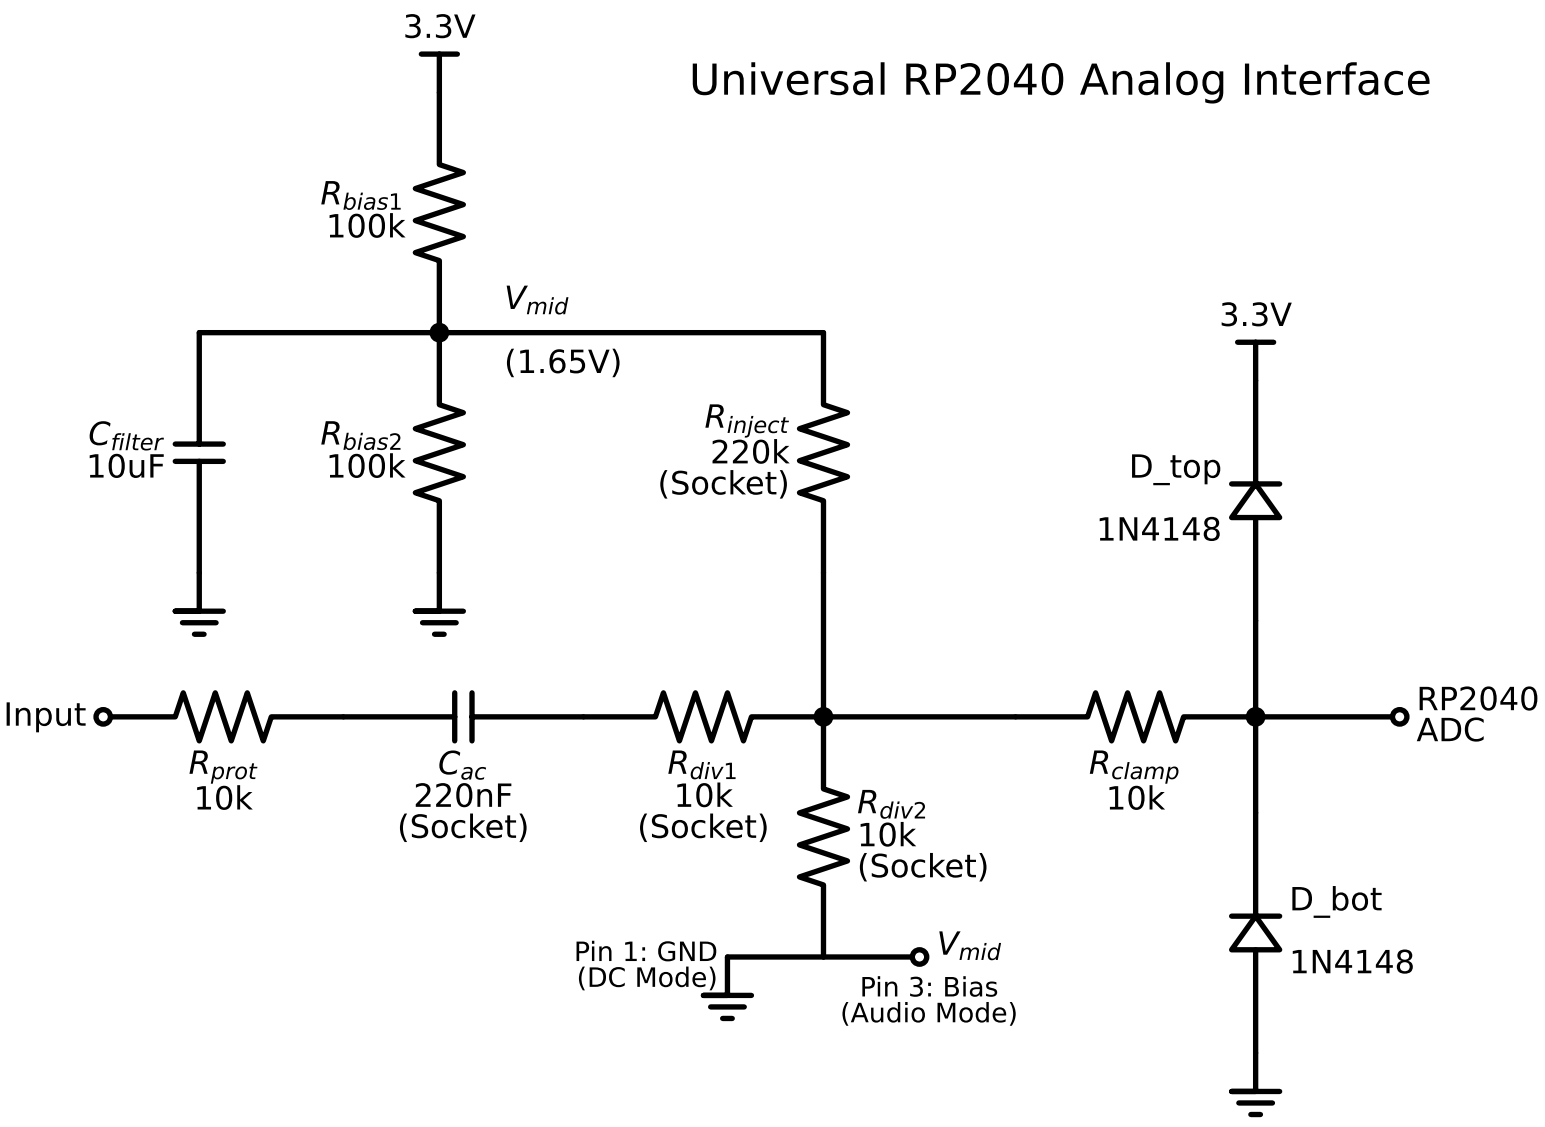 3.3V
Universal RP2040 Analog Interface
R_bias1
100k
V_mid
(1.65V)
3.3V
C_filter
10uF
R_bias2
100k
R_inject
220k
(Socket)
D_top
1N4148
Input
R_prot
10k
C_ac
220nF
(Socket)
R_div1
10k
(Socket)
R_div2
10k
(Socket)
R_clamp
10k
RP2040
ADC
Pin 1: GND
(DC Mode)
V_mid
Pin 3: Bias
(Audio Mode)
D_bot
1N4148